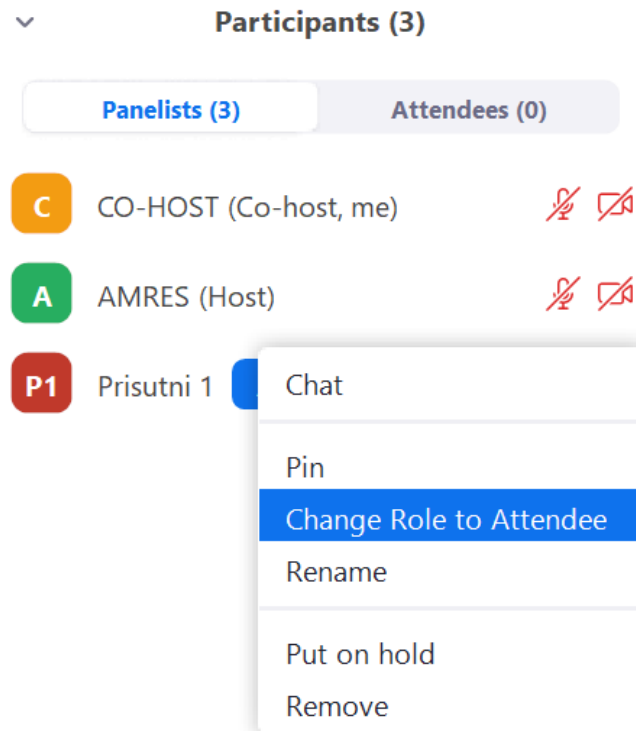 Participants (3)
Panelists (3) Attendees (0)
C CO-HOST (Co-host, me)
A AMRES (Host)
P1 Prisutni 1
Chat
Pin
Change Role to Attendee
Rename
Put on hold
Remove